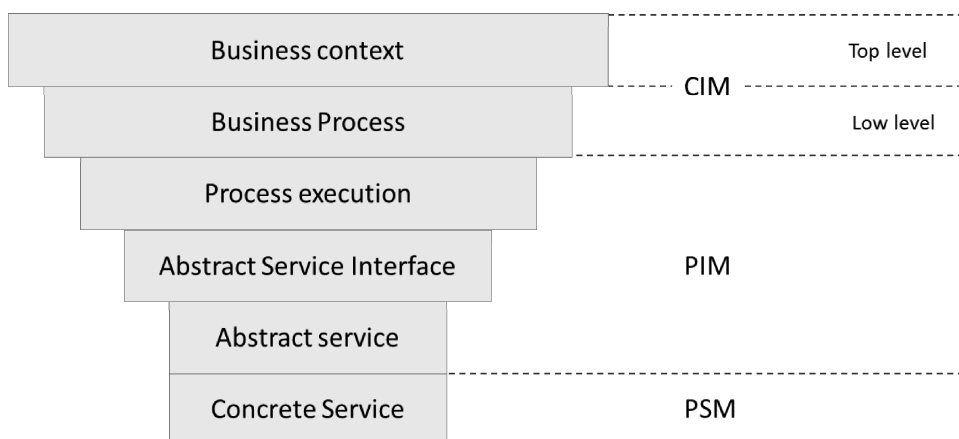 Business context
Top level
CIM
Business Process
Low level
Process execution
Abstract Service Interface
PIM
Abstract service
Concrete Service
PSM